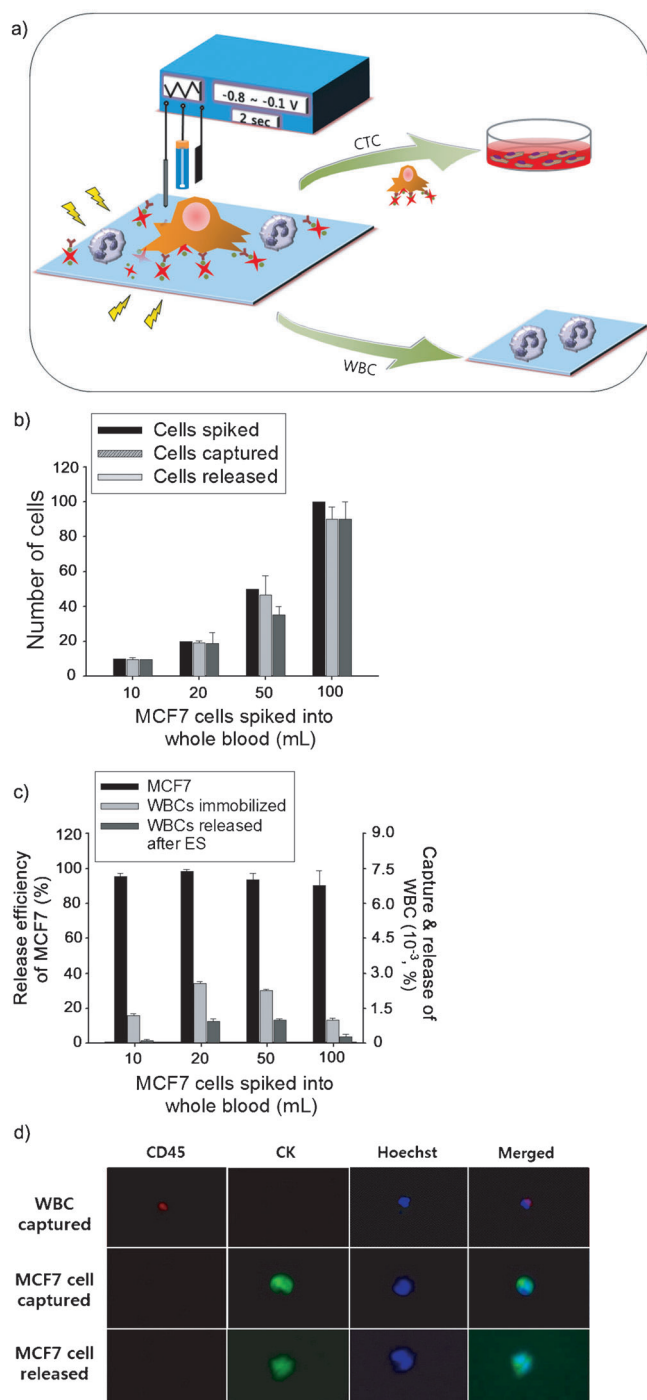 a)
-0.8 ~ -0.1 V
2 sec
CTC
WBC
b)
Cells spiked
Cells captured
Cells released
120
100
80
60
40
20
0
Number of cells
10 20 50 100
MCF7 cells spiked into
whole blood (mL)
c)
MCF7
WBCs immobilized
WBCs released
after ES
120
100
80
60
40
20
0
Release efficiency
of MCF7 (%)
9.0
7.5
6.0
4.5
3.0
1.5
0
Capture & release of
WBC (10⁻³, %)
10 20 50 100
MCF7 cells spiked into
whole blood (mL)
d)
CD45 CK Hoechst Merged
WBC
captured
MCF7 cell
captured
MCF7 cell
released